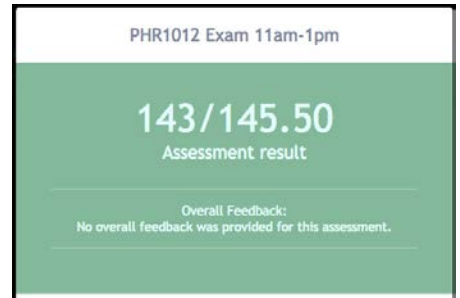 PHR1012 Exam 11am-1pm
143/145.50
Assessment result
Overall Feedback:
No overall feedback was provided for this assessment.